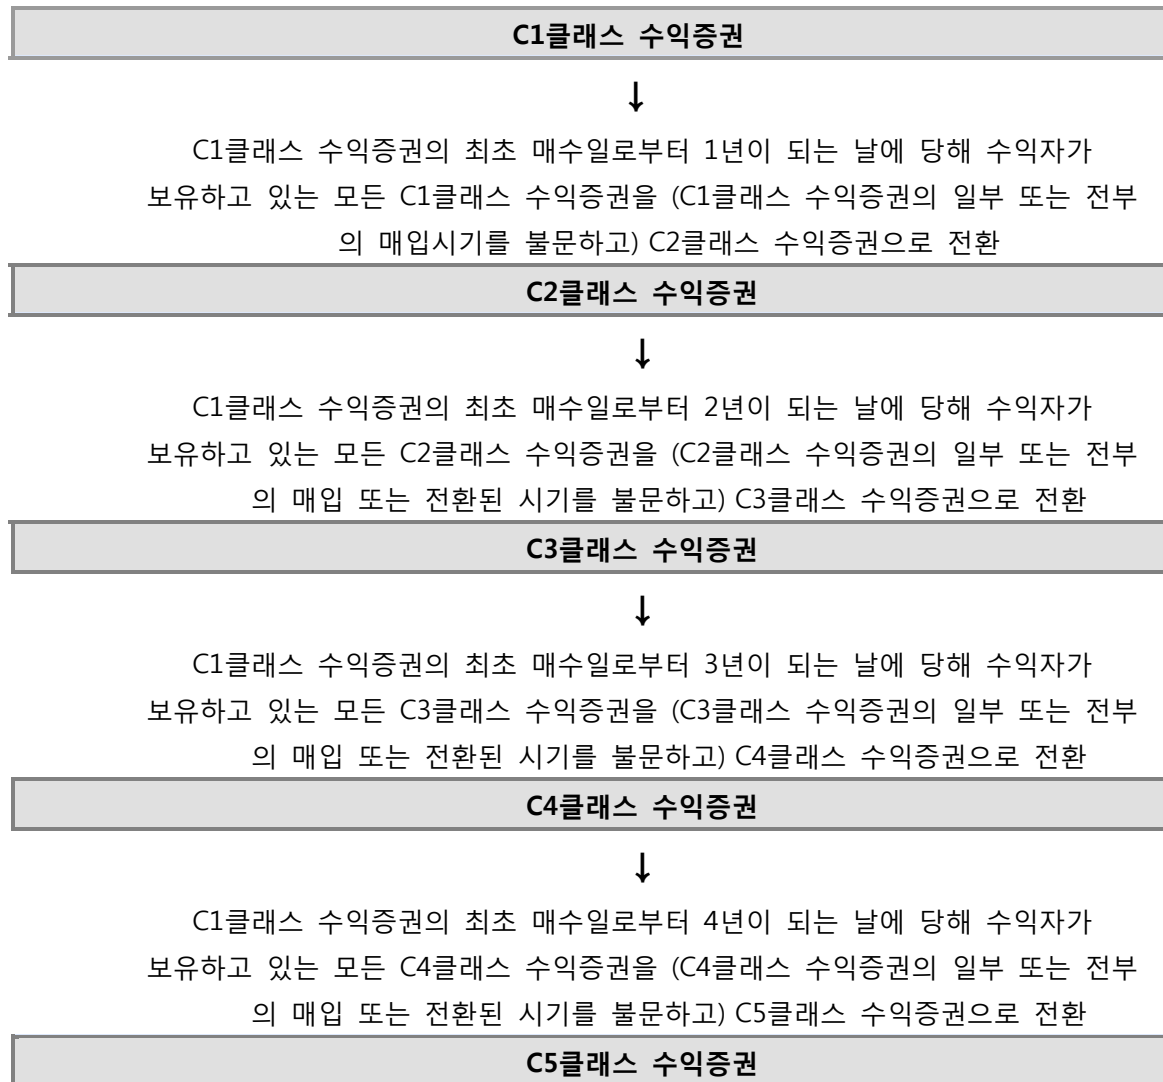 C1클래스 수익증권
↓
C1클래스 수익증권의 최초 매수일로부터 1년이 되는 날에 당해 수익자가
보유하고 있는 모든 C1클래스 수익증권을 (C1클래스 수익증권의 일부 또는 전부
의 매입시기를 불문하고) C2클래스 수익증권으로 전환
C2클래스 수익증권
↓
C1클래스 수익증권의 최초 매수일로부터 2년이 되는 날에 당해 수익자가
보유하고 있는 모든 C2클래스 수익증권을 (C2클래스 수익증권의 일부 또는 전부
의 매입 또는 전환된 시기를 불문하고) C3클래스 수익증권으로 전환
C3클래스 수익증권
↓
C1클래스 수익증권의 최초 매수일로부터 3년이 되는 날에 당해 수익자가
보유하고 있는 모든 C3클래스 수익증권을 (C3클래스 수익증권의 일부 또는 전부
의 매입 또는 전환된 시기를 불문하고) C4클래스 수익증권으로 전환
C4클래스 수익증권
↓
C1클래스 수익증권의 최초 매수일로부터 4년이 되는 날에 당해 수익자가
보유하고 있는 모든 C4클래스 수익증권을 (C4클래스 수익증권의 일부 또는 전부
의 매입 또는 전환된 시기를 불문하고) C5클래스 수익증권으로 전환
C5클래스 수익증권